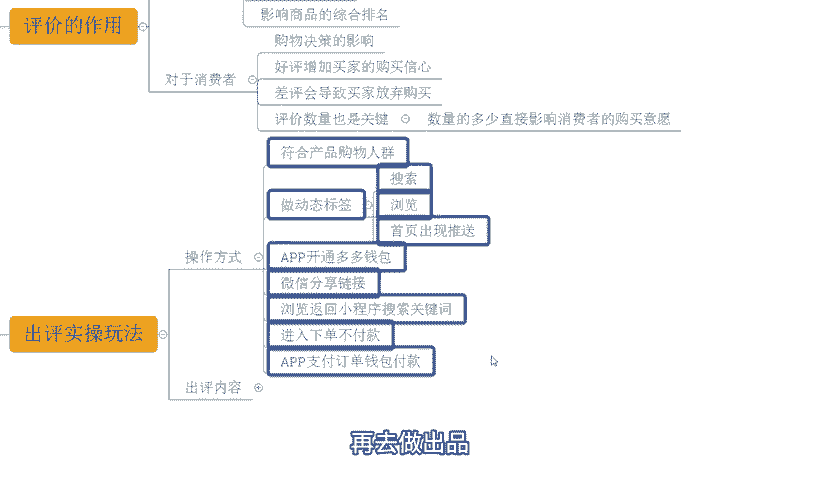 影响商品的综合排名
评价的作用
购物决策的影响
好评增加买家的购买信心
对于消费者
差评会导致买家放弃购买
评价数量也是关键 数量的多少直接影响消费者的购买意愿
符合产品购物人群
搜索
做动态标签
浏览
首页出现推送
操作方式
APP开通多多钱包
微信分享链接
浏览返回小程序搜索关键词
出评实操玩法
进入下单不付款
APP支付订单钱包付款
出评内容
再去做出品